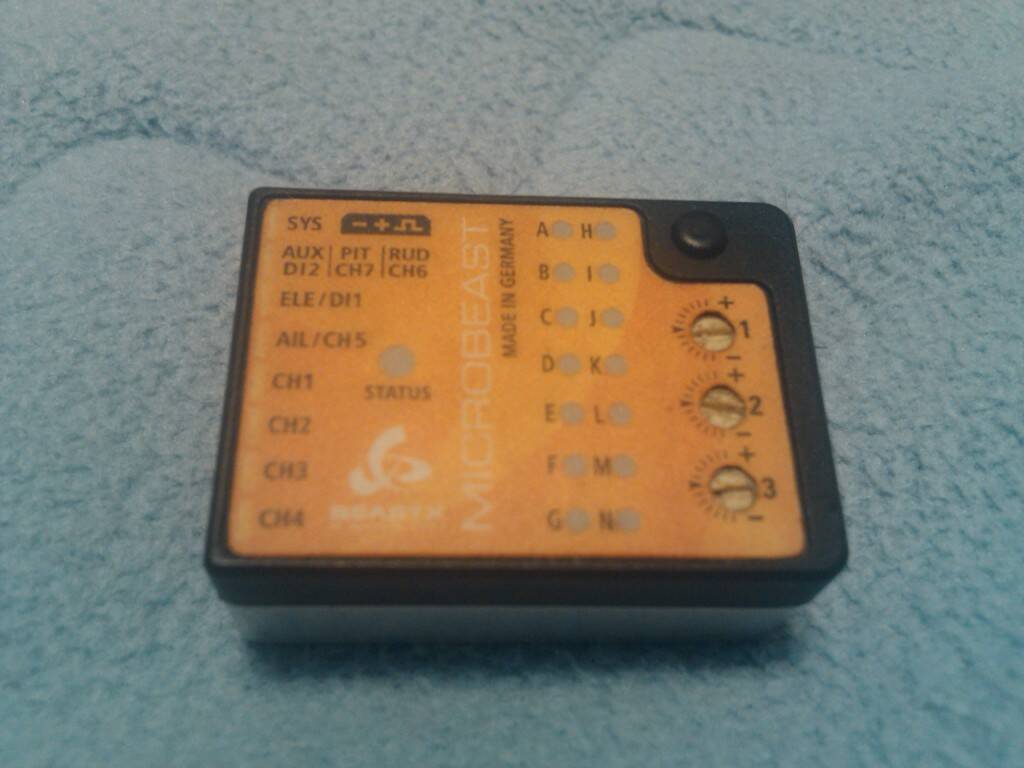 SYS - +
AUX | PIT | RUD
DI2 | CH7 | CH6
ELE / DI1
AIL / CH5
CH1
CH2
CH3
CH4
STATUS
BEASTX
MICROBEAST
MADE IN GERMANY
A H
B I
C J
D K
E L
F M
G N
+
1
-
+
2
-
+
3
-